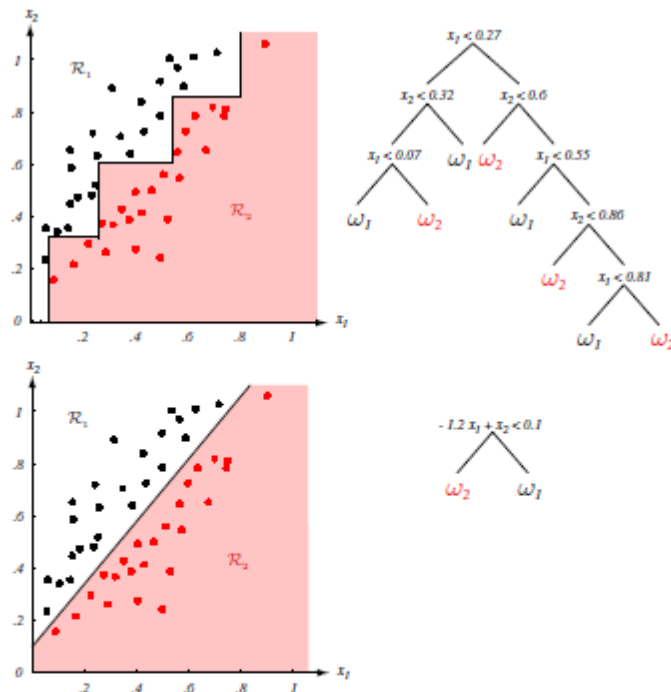 x₂
1
.8
.6
.4
.2
0
.2 .4 .6 .8 1 x₁
R₁
R₂
x₁ < 0.27
x₂ < 0.32 x₂ < 0.6
x₁ < 0.07 ω₁ ω₂ x₁ < 0.55
ω₁ ω₂ ω₁ x₂ < 0.86
ω₂ x₁ < 0.81
ω₁ ω₂
x₂
1
.8
.6
.4
.2
0
.2 .4 .6 .8 1 x₁
R₁
R₂
- 1.2 x₁ + x₂ < 0.1
ω₂ ω₁